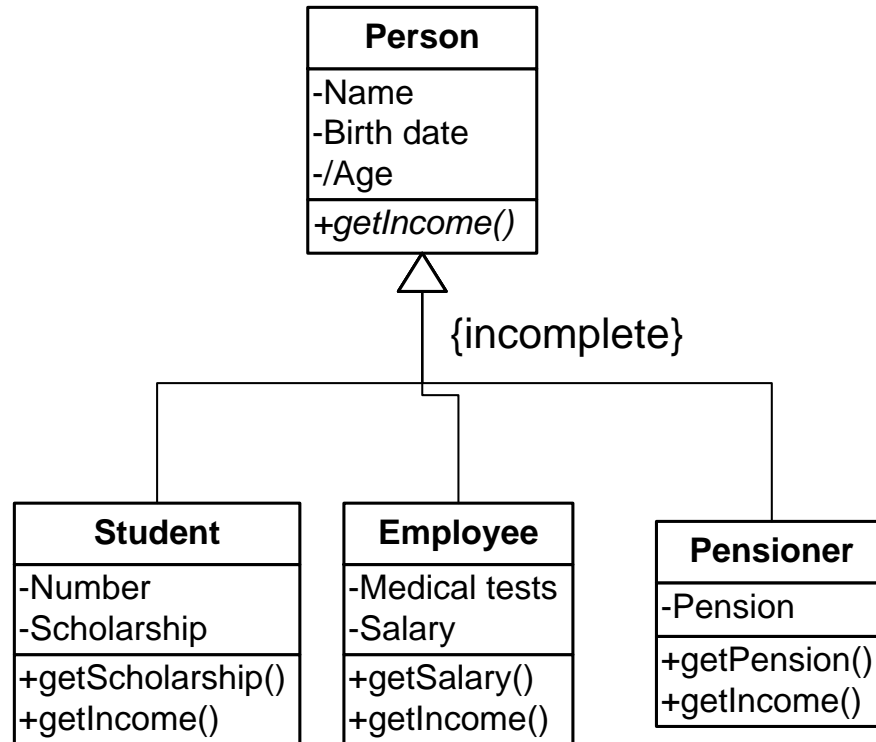 Person
-Name
-Birth date
-/Age
+getIncome()
{incomplete}
Student
-Number
-Scholarship
+getScholarship()
+getIncome()
Employee
-Medical tests
-Salary
+getSalary()
+getIncome()
Pensioner
-Pension
+getPension()
+getIncome()